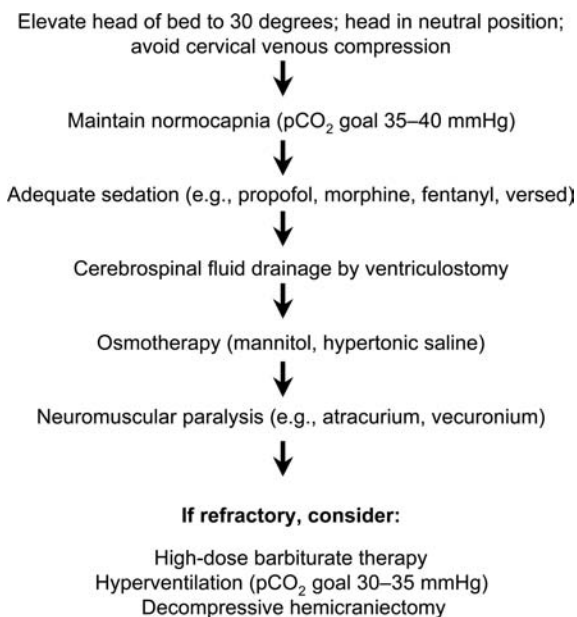 Elevate head of bed to 30 degrees; head in neutral position;
avoid cervical venous compression
Maintain normocapnia (pCO₂ goal 35–40 mmHg)
Adequate sedation (e.g., propofol, morphine, fentanyl, versed)
Cerebrospinal fluid drainage by ventriculostomy
Osmotherapy (mannitol, hypertonic saline)
Neuromuscular paralysis (e.g., atracurium, vecuronium)
If refractory, consider:
High-dose barbiturate therapy
Hyperventilation (pCO₂ goal 30–35 mmHg)
Decompressive hemicraniectomy